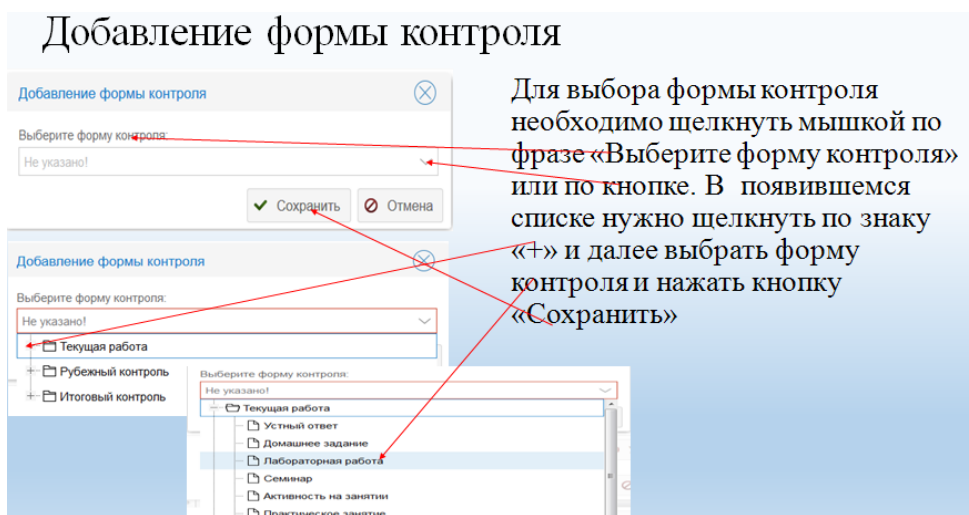 Добавление формы контроля
Добавление формы контроля
Выберите форму контроля:
Не указано!
Сохранить
Отмена
Для выбора формы контроля
необходимо щелкнуть мышкой по
фразе «Выберите форму контроля»
или по кнопке. В появившемся
списке нужно щелкнуть по знаку
«+» и далее выбрать форму
контроля и нажать кнопку
«Сохранить»
Добавление формы контроля
Выберите форму контроля:
Не указано!
Текущая работа
Рубежный контроль
Итоговый контроль
Выберите форму контроля:
Не указано!
Текущая работа
Устный ответ
Домашнее задание
Лабораторная работа
Семинар
Активность на занятии
Практическое занятие